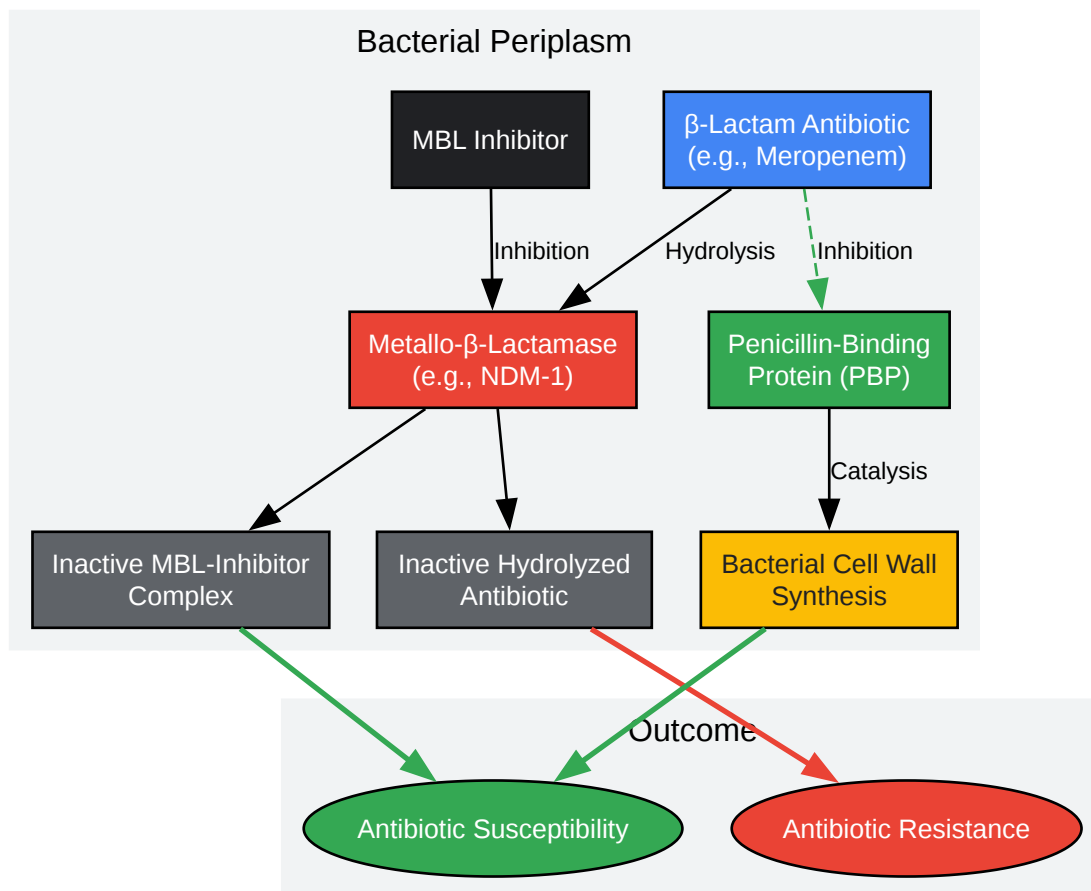 Bacterial Periplasm
MBL Inhibitor
β-Lactam Antibiotic
(e.g., Meropenem)
Inhibition
Hydrolysis
Inhibition
Metallo-β-Lactamase
(e.g., NDM-1)
Penicillin-Binding
Protein (PBP)
Catalysis
Inactive MBL-Inhibitor
Complex
Inactive Hydrolyzed
Antibiotic
Bacterial Cell Wall
Synthesis
Outcome
Antibiotic Susceptibility
Antibiotic Resistance